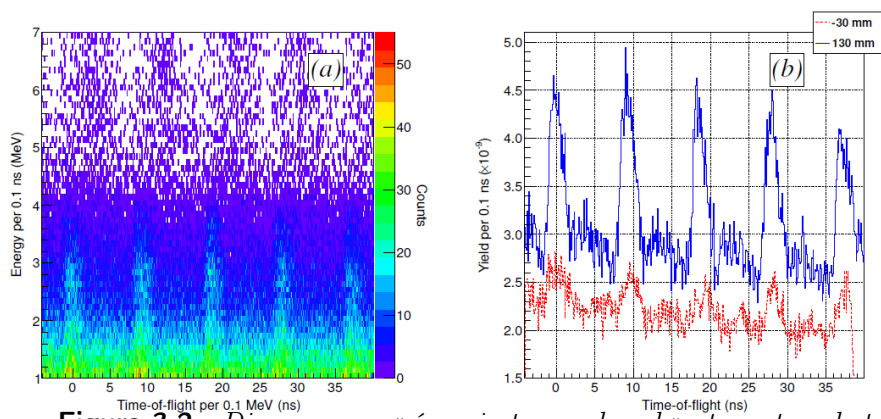 7
6
5
4
3
2
1
Energy per 0.1 ns (MeV)
(a)
0 5 10 15 20 25 30 35
Time-of-flight per 0.1 MeV (ns)
50
40
30
20
10
0
Counts
-30 mm
130 mm
5.0
4.5
4.0
3.5
3.0
2.5
2.0
1.5
Yield per 0.1 ns (×10⁻⁹)
(b)
0 5 10 15 20 25 30 35
Time-of-flight (ns)